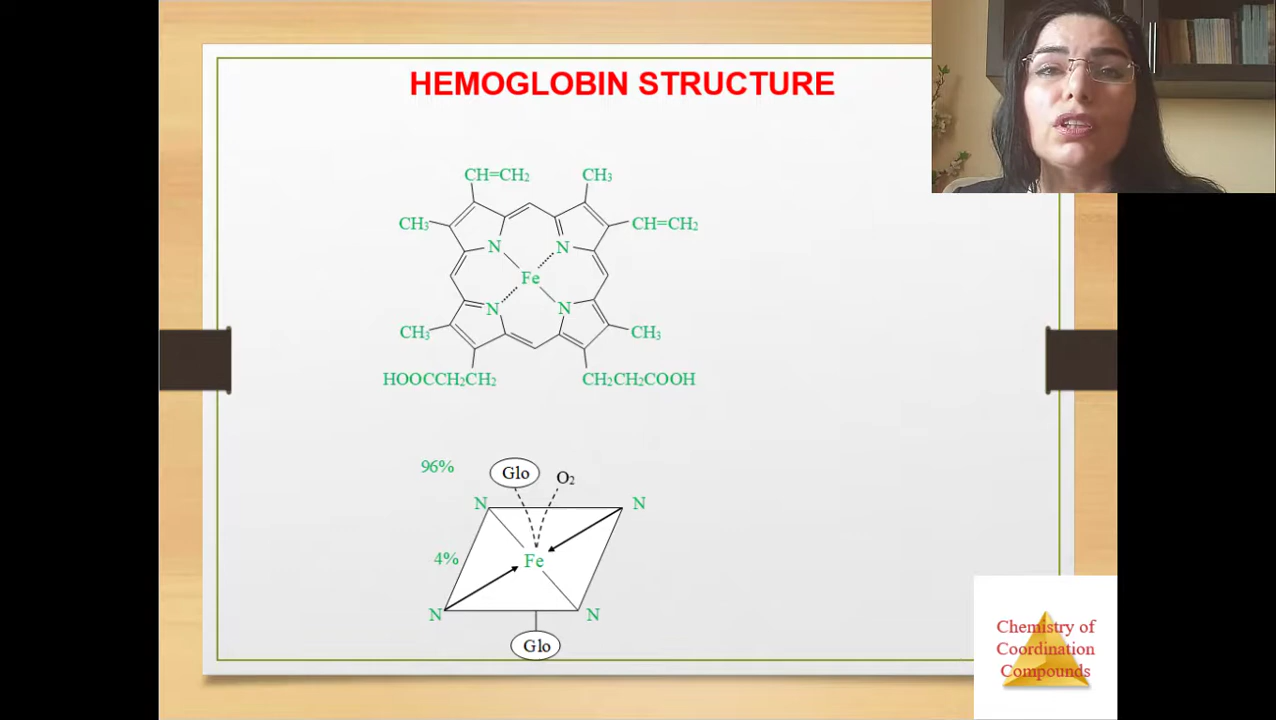 HEMOGLOBIN STRUCTURE
CH=CH₂
CH₃
CH₃
CH=CH₂
N
N
Fe
N
N
CH₃
CH₃
HOOCCH₂CH₂
CH₂CH₂COOH
96%
Glo
O₂
N
N
4%
Fe
N
N
Glo
Chemistry of
Coordination
Compounds